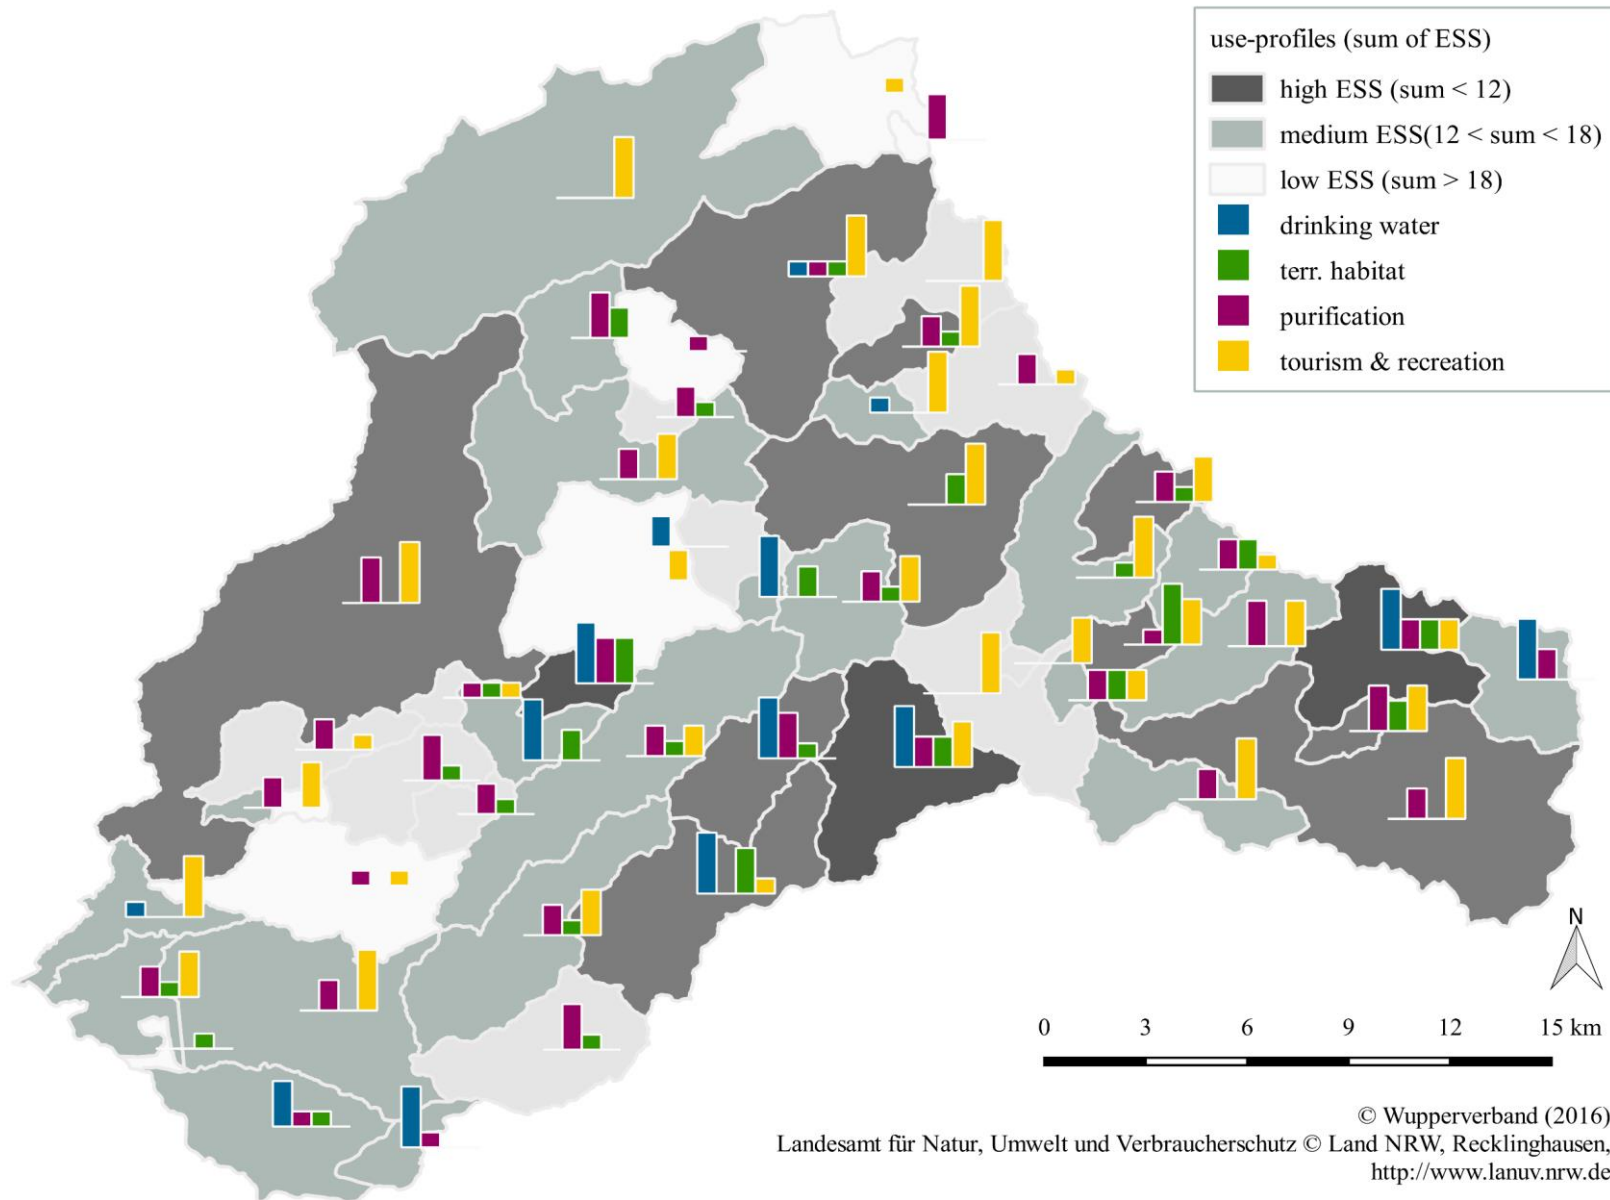 use-profiles (sum of ESS)
high ESS (sum < 12)
medium ESS(12 < sum < 18)
low ESS (sum > 18)
drinking water
terr. habitat
purification
tourism & recreation
N
0 3 6 9 12 15 km
© Wupperverband (2016)
Landesamt für Natur, Umwelt und Verbraucherschutz © Land NRW, Recklinghausen,
http://www.lanuv.nrw.de